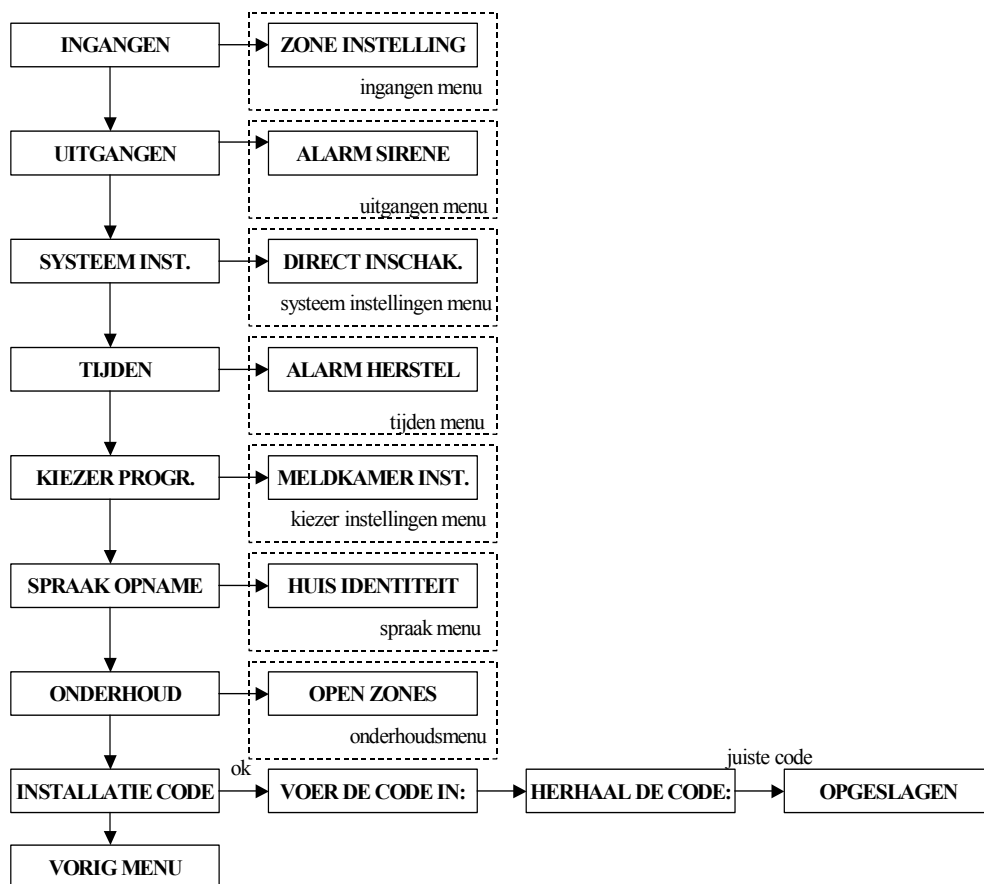 INGANGEN
ZONE INSTELLING
ingangen menu
UITGANGEN
ALARM SIRENE
uitgangen menu
SYSTEEM INST.
DIRECT INSCHAK.
systeem instellingen menu
TIJDEN
ALARM HERSTEL
tijden menu
KIEZER PROGR.
MELDKAMER INST.
kiezer instellingen menu
SPRAAK OPNAME
HUIS IDENTITEIT
spraak menu
ONDERHOUD
OPEN ZONES
onderhoudsmenu
INSTALLATIE CODE
ok
VOER DE CODE IN:
HERHAAL DE CODE:
juiste code
OPGESLAGEN
VORIG MENU